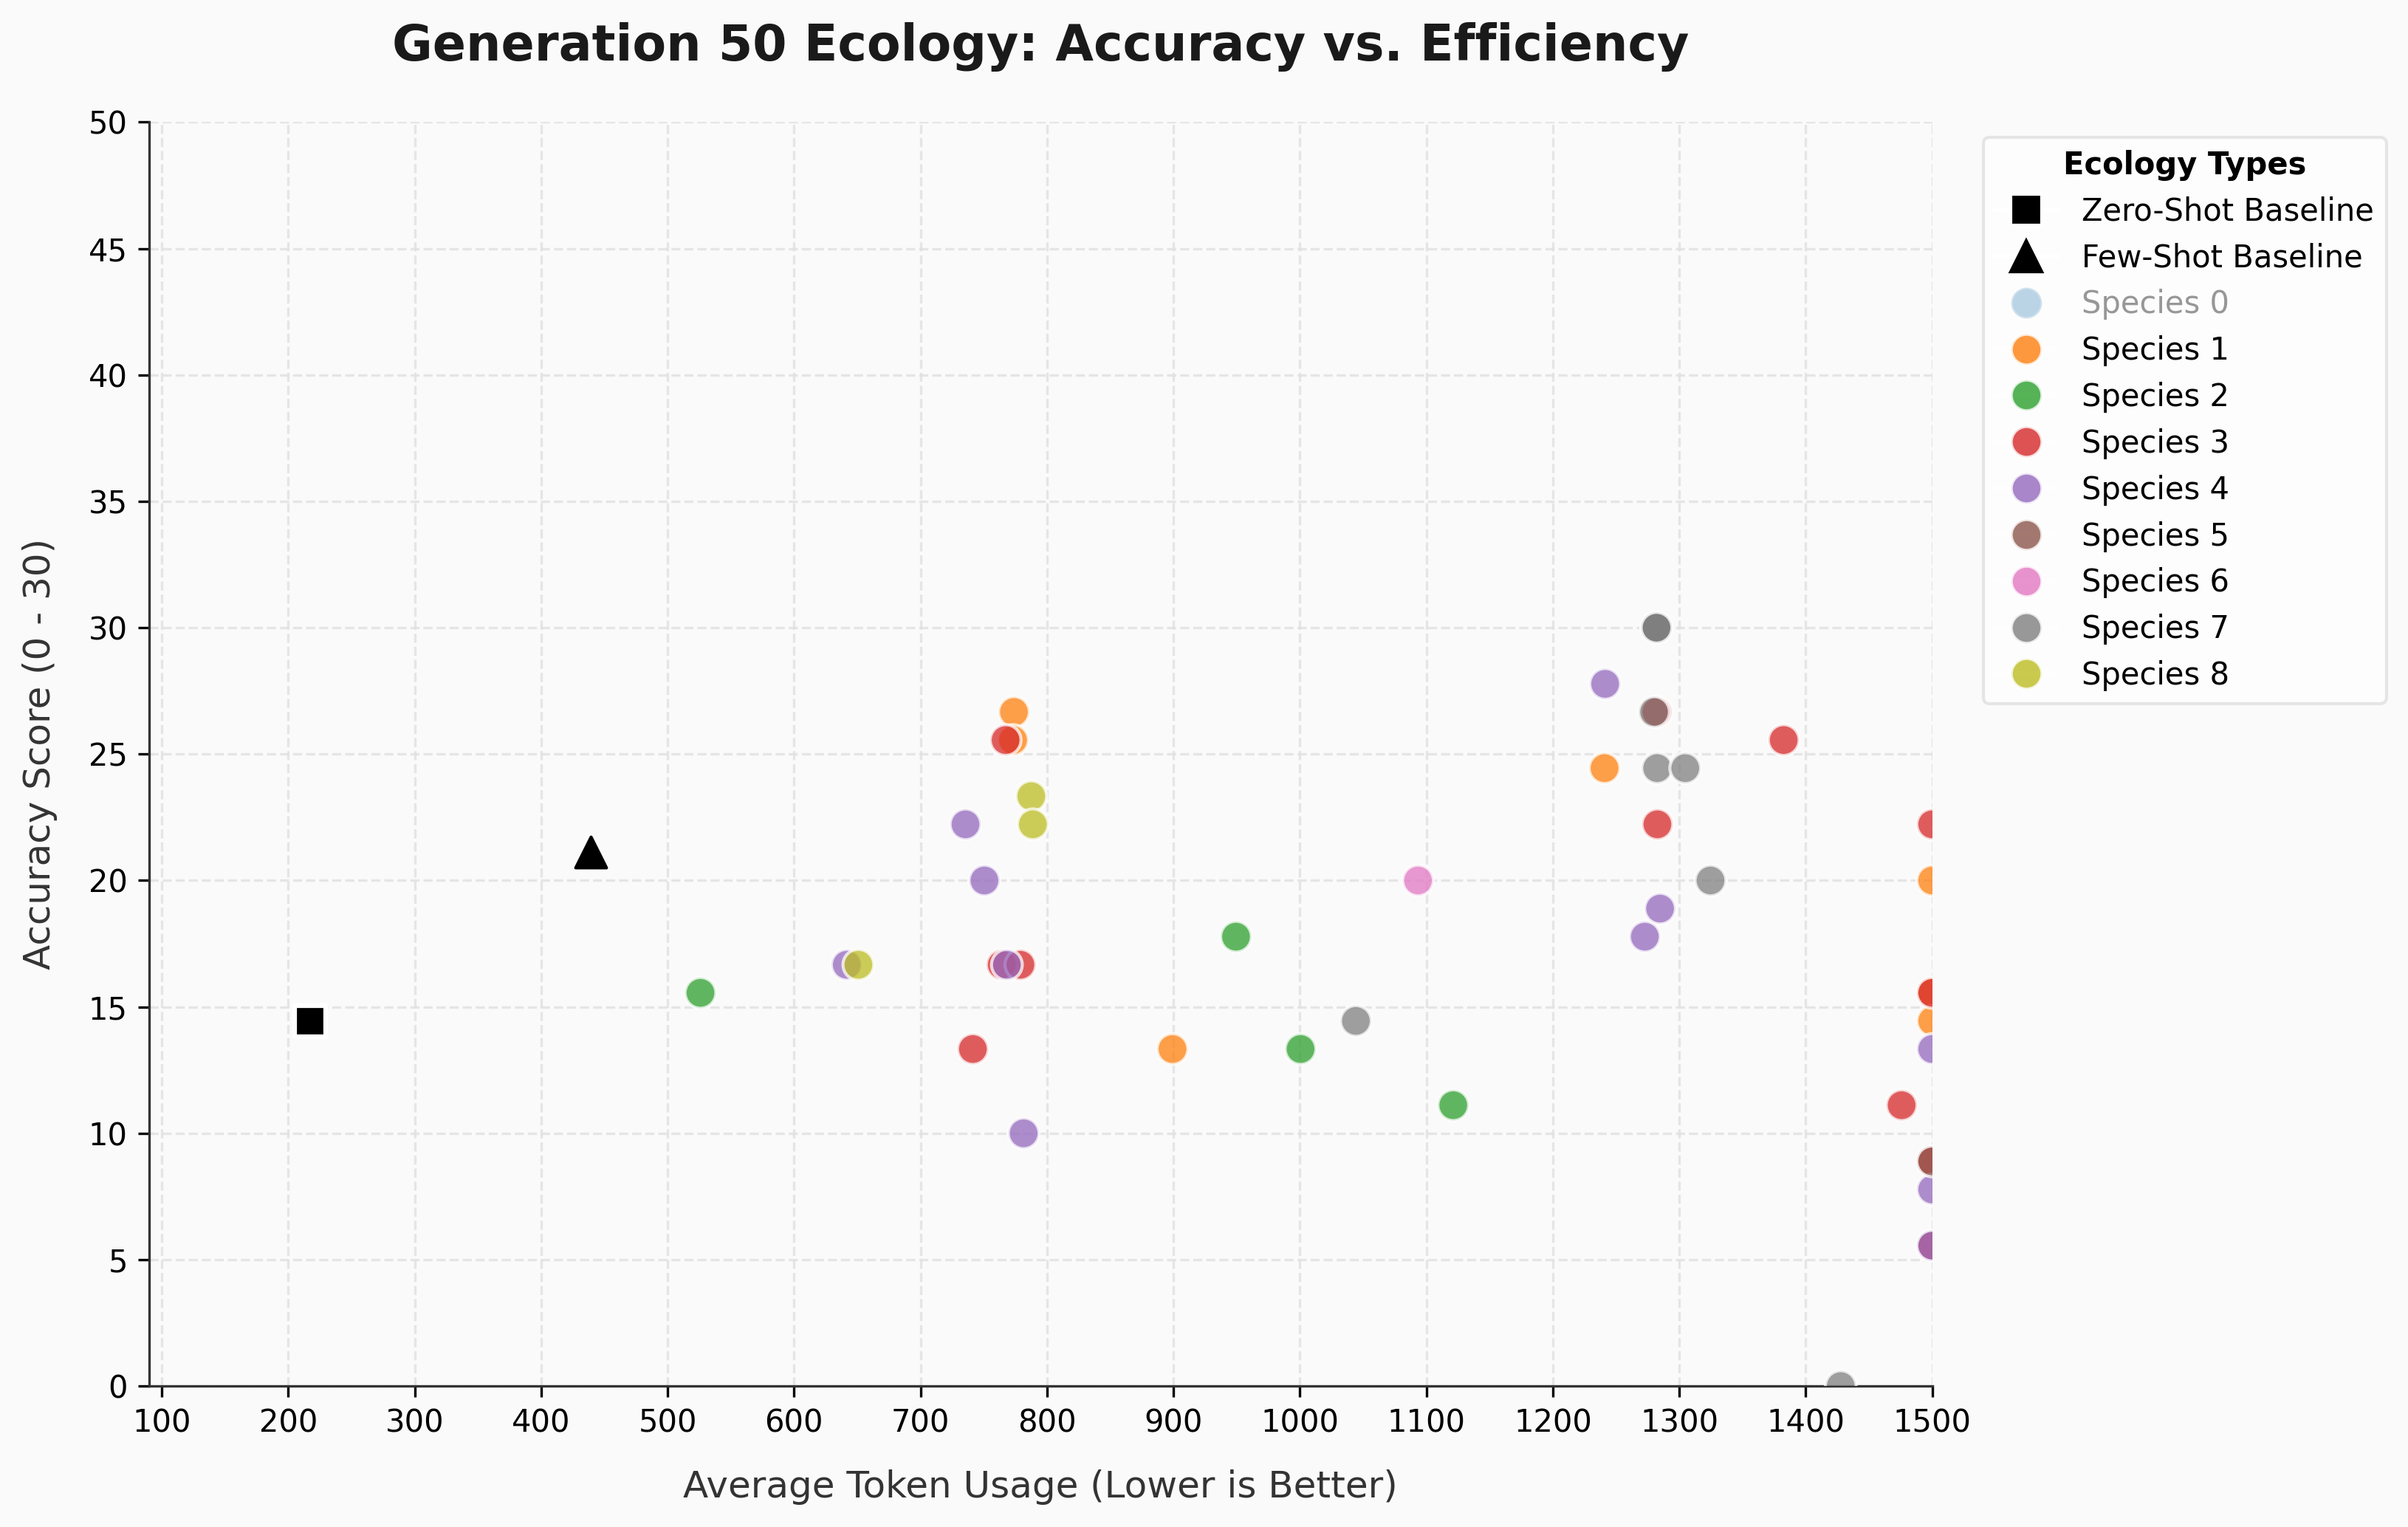 Generation 50 Ecology: Accuracy vs. Efficiency
50
45
40
35
30
25
20
15
10
5
0
Accuracy Score (0 - 30)
100 200 300 400 500 600 700 800 900 1000 1100 1200 1300 1400 1500
Average Token Usage (Lower is Better)
Ecology Types
Zero-Shot Baseline
Few-Shot Baseline
Species 0
Species 1
Species 2
Species 3
Species 4
Species 5
Species 6
Species 7
Species 8